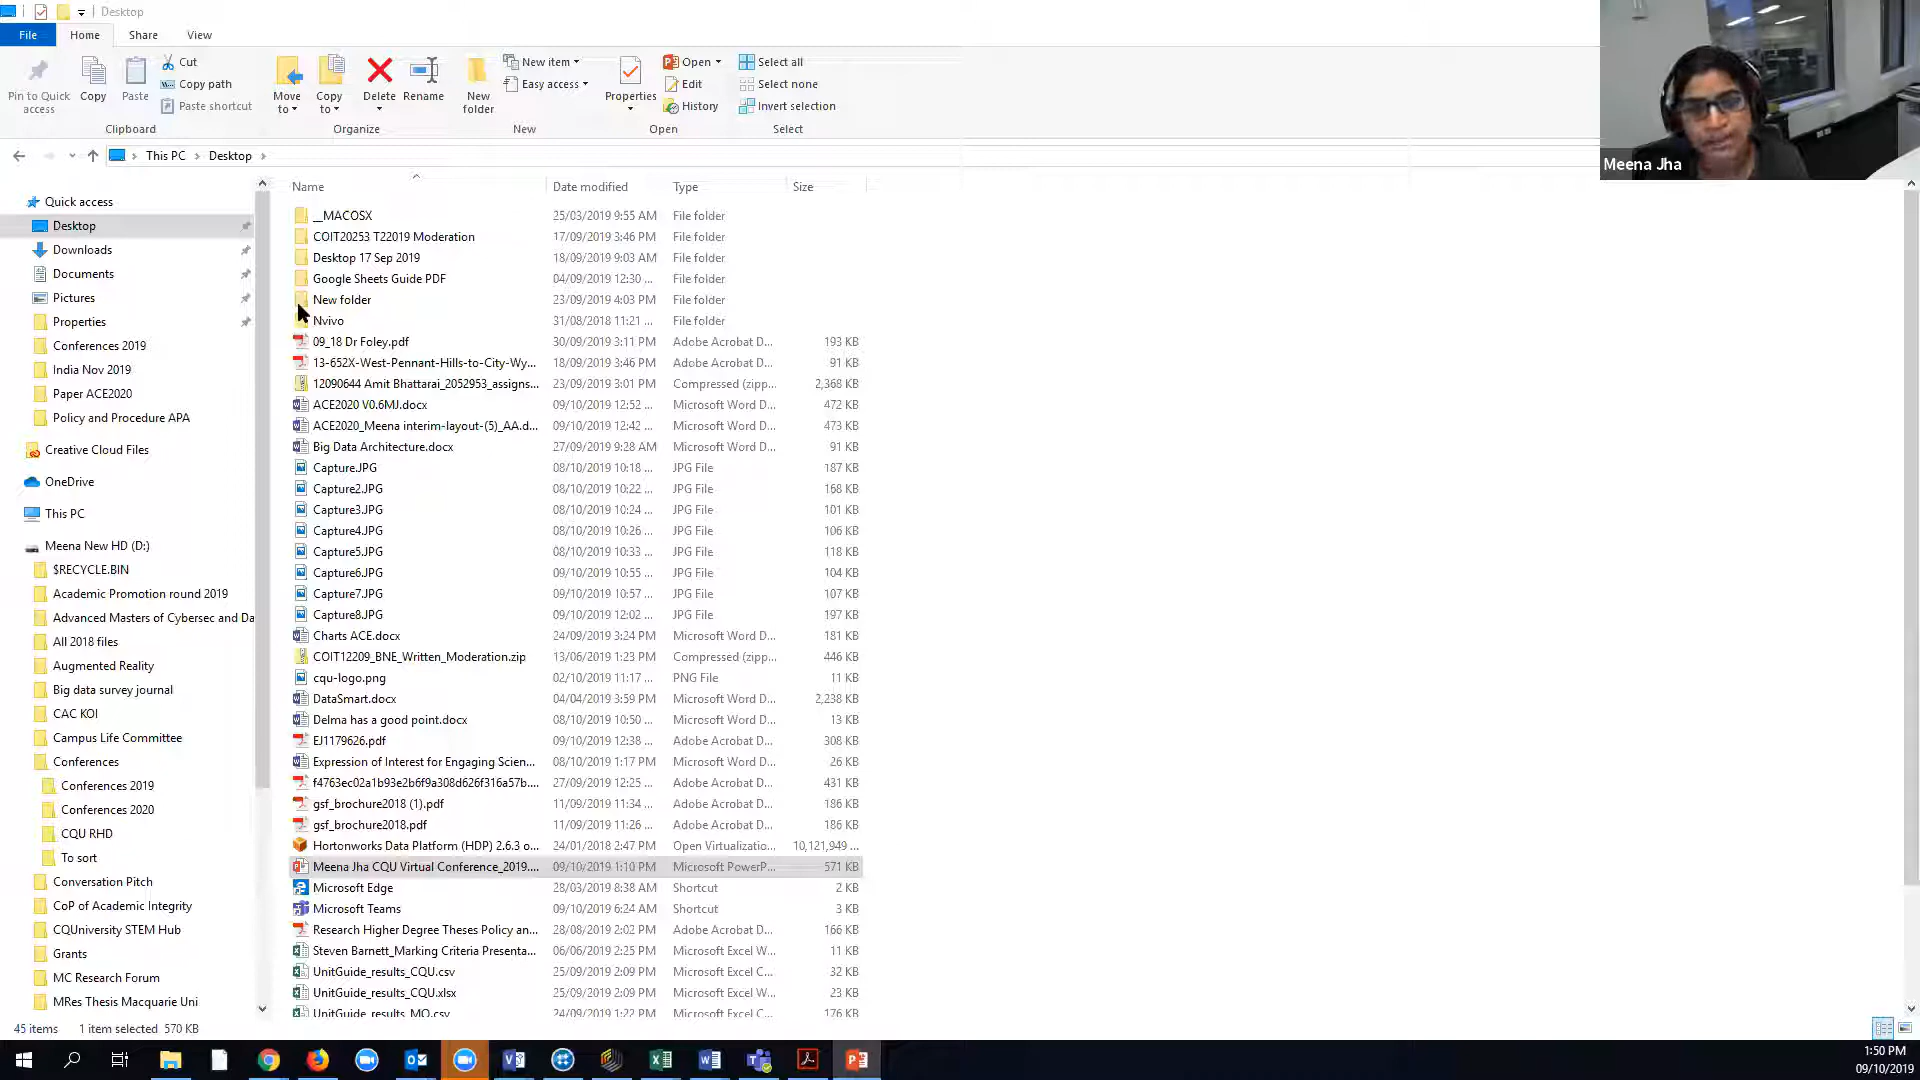 Desktop
File Home Share View
Pin to Quick access
Copy
Paste
Cut
Copy path
Paste shortcut
Clipboard
Move to
Copy to
Delete
Rename
Organize
New folder
New item
Easy access
New
Properties
Open
Edit
History
Open
Select all
Select none
Invert selection
Select
This PC > Desktop >
Meena Jha
Quick access
Desktop
Downloads
Documents
Pictures
Properties
Conferences 2019
India Nov 2019
Paper ACE2020
Policy and Procedure APA
Creative Cloud Files
OneDrive
This PC
Meena New HD (D:)
$RECYCLE.BIN
Academic Promotion round 2019
Advanced Masters of Cybersec and Da
All 2018 files
Augmented Reality
Big data survey journal
CAC KOI
Campus Life Committee
Conferences
Conferences 2019
Conferences 2020
CQU RHD
To sort
Conversation Pitch
CoP of Academic Integrity
CQUniversity STEM Hub
Grants
MC Research Forum
MRes Thesis Macquarie Uni
Name Date modified Type Size
__MACOSX 25/03/2019 9:55 AM File folder
COIT20253 T22019 Moderation 17/09/2019 3:46 PM File folder
Desktop 17 Sep 2019 18/09/2019 9:03 AM File folder
Google Sheets Guide PDF 04/09/2019 12:30 ... File folder
New folder 23/09/2019 4:03 PM File folder
Nvivo 31/08/2018 11:21 ... File folder
09_18 Dr Foley.pdf 30/09/2019 3:11 PM Adobe Acrobat D... 193 KB
13-652X-West-Pennant-Hills-to-City-Wy... 18/09/2019 3:46 PM Adobe Acrobat D... 91 KB
12090644 Amit Bhattarai_2052953_assigns... 23/09/2019 3:01 PM Compressed (zipp... 2,368 KB
ACE2020 V0.6MJ.docx 09/10/2019 12:52 ... Microsoft Word D... 472 KB
ACE2020_Meena interim-layout-(5)_AA.d... 09/10/2019 12:42 ... Microsoft Word D... 473 KB
Big Data Architecture.docx 27/09/2019 9:28 AM Microsoft Word D... 91 KB
Capture.JPG 08/10/2019 10:18 ... JPG File 187 KB
Capture2.JPG 08/10/2019 10:22 ... JPG File 168 KB
Capture3.JPG 08/10/2019 10:24 ... JPG File 101 KB
Capture4.JPG 08/10/2019 10:26 ... JPG File 106 KB
Capture5.JPG 08/10/2019 10:33 ... JPG File 118 KB
Capture6.JPG 09/10/2019 10:55 ... JPG File 104 KB
Capture7.JPG 09/10/2019 10:57 ... JPG File 107 KB
Capture8.JPG 09/10/2019 12:02 ... JPG File 197 KB
Charts ACE.docx 24/09/2019 3:24 PM Microsoft Word D... 181 KB
COIT12209_BNE_Written_Moderation.zip 13/06/2019 1:23 PM Compressed (zipp... 446 KB
cqu-logo.png 02/10/2019 11:17 ... PNG File 11 KB
DataSmart.docx 04/04/2019 3:59 PM Microsoft Word D... 2,238 KB
Delma has a good point.docx 08/10/2019 10:50 ... Microsoft Word D... 13 KB
EJ1179626.pdf 09/10/2019 12:38 ... Adobe Acrobat D... 308 KB
Expression of Interest for Engaging Scien... 08/10/2019 1:17 PM Microsoft Word D... 26 KB
f4763ec02a1b93e2b6f9a308d626f316a57b.... 27/09/2019 12:25 ... Adobe Acrobat D... 431 KB
gsf_brochure2018 (1).pdf 11/09/2019 11:34 ... Adobe Acrobat D... 186 KB
gsf_brochure2018.pdf 11/09/2019 11:26 ... Adobe Acrobat D... 186 KB
Hortonworks Data Platform (HDP) 2.6.3 o... 24/01/2018 2:47 PM Open Virtualizatio... 10,121,949 ...
Meena Jha CQU Virtual Conference_2019.... 09/10/2019 1:10 PM Microsoft PowerP... 571 KB
Microsoft Edge 28/03/2019 8:38 AM Shortcut 2 KB
Microsoft Teams 09/10/2019 6:24 AM Shortcut 3 KB
Research Higher Degree Theses Policy an... 28/08/2019 2:02 PM Adobe Acrobat D... 166 KB
Steven Barnett_Marking Criteria Presenta... 06/06/2019 2:25 PM Microsoft Excel W... 11 KB
UnitGuide_results_CQU.csv 25/09/2019 2:09 PM Microsoft Excel C... 32 KB
UnitGuide_results_CQU.xlsx 25/09/2019 2:09 PM Microsoft Excel W... 23 KB
UnitGuide_results_MQ.csv 24/09/2019 1:22 PM Microsoft Excel C... 176 KB
45 items 1 item selected 570 KB
1:50 PM
09/10/2019